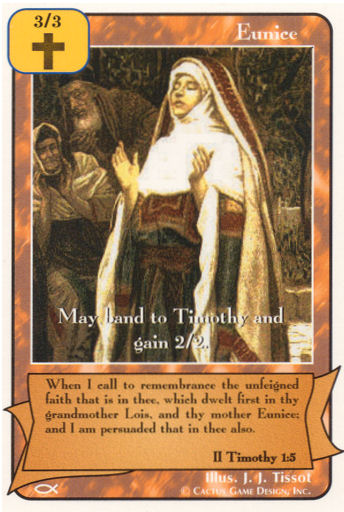 3/3
Eunice
May band to Timothy and
gain 2/2.
When I call to remembrance the unfeigned
faith that is in thee, which dwelt first in thy
grandmother Lois, and thy mother Eunice;
and I am persuaded that in thee also.
II Timothy 1:5
Illus. J. J. Tissot
© Cactus Game Design, Inc.